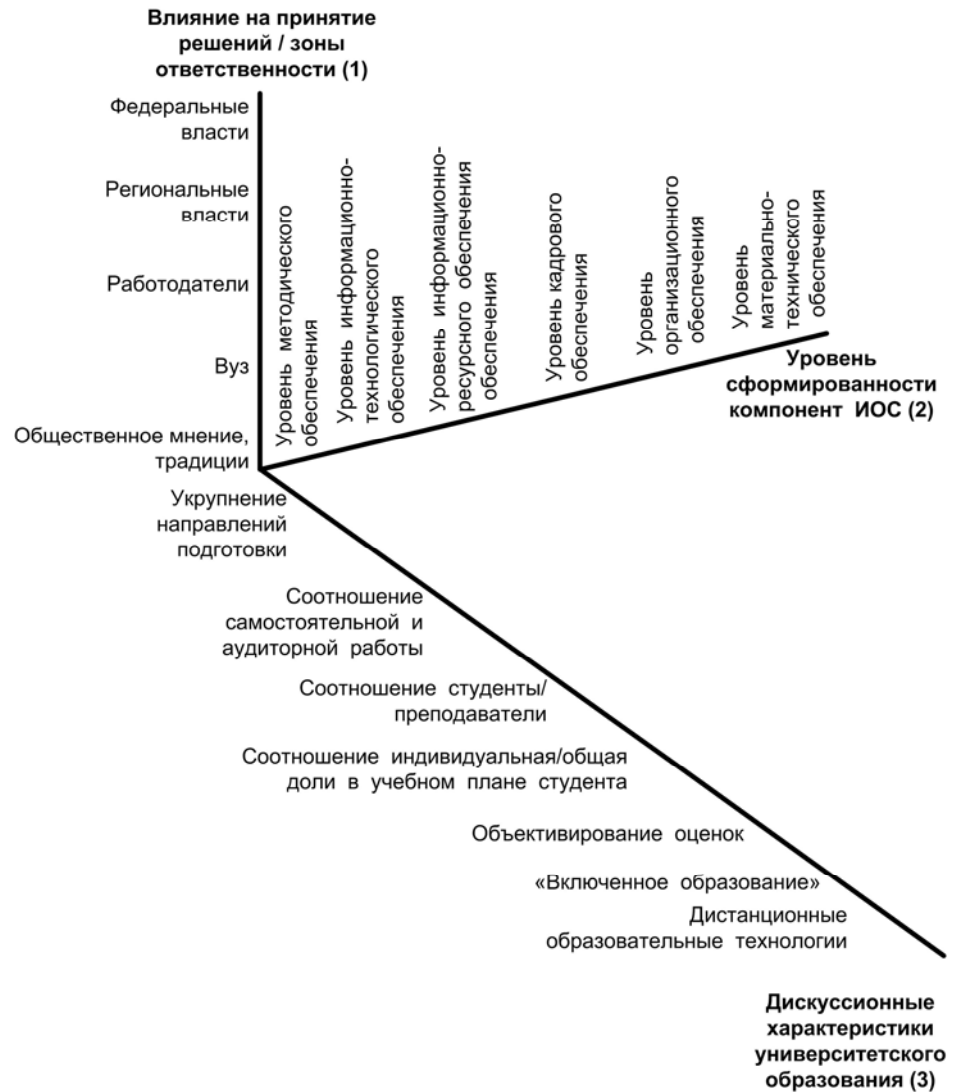 Влияние на принятие
решений / зоны
ответственности (1)
Федеральные
власти
Региональные
власти
Работодатели
Вуз
Общественное мнение,
традиции
Уровень методического
обеспечения
Уровень информационно-
технологического
обеспечения
Уровень информационно-
ресурсного обеспечения
обеспечения
Уровень кадрового
обеспечения
Уровень
организационного
обеспечения
Уровень
материально-
технического
обеспечения
Уровень
сформированности
компонент ИОС (2)
Укрупнение
направлений
подготовки
Соотношение
самостоятельной и
аудиторной работы
Соотношение студенты/
преподаватели
Соотношение индивидуальная/общая
доли в учебном плане студента
Объективирование оценок
«Включенное образование»
Дистанционные
образовательные технологии
Дискуссионные
характеристики
университетского
образования (3)